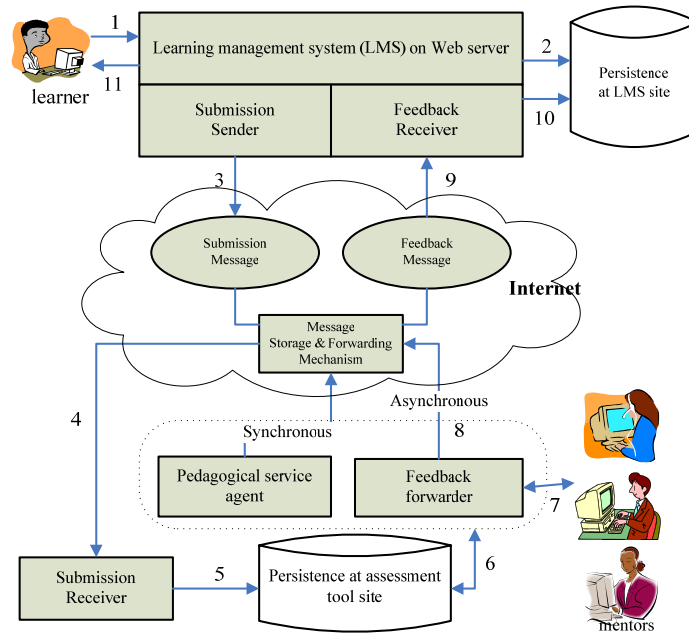 1
Learning management system (LMS) on Web server
2
11
learner
Persistence
at LMS site
Submission
Sender
Feedback
Receiver
10
3
9
Submission
Message
Feedback
Message
Internet
Message
Storage & Forwarding
Mechanism
4
Asynchronous
Synchronous
8
Pedagogical service
agent
Feedback
forwarder
7
Submission
Receiver
5
Persistence at assessment
tool site
6
mentors